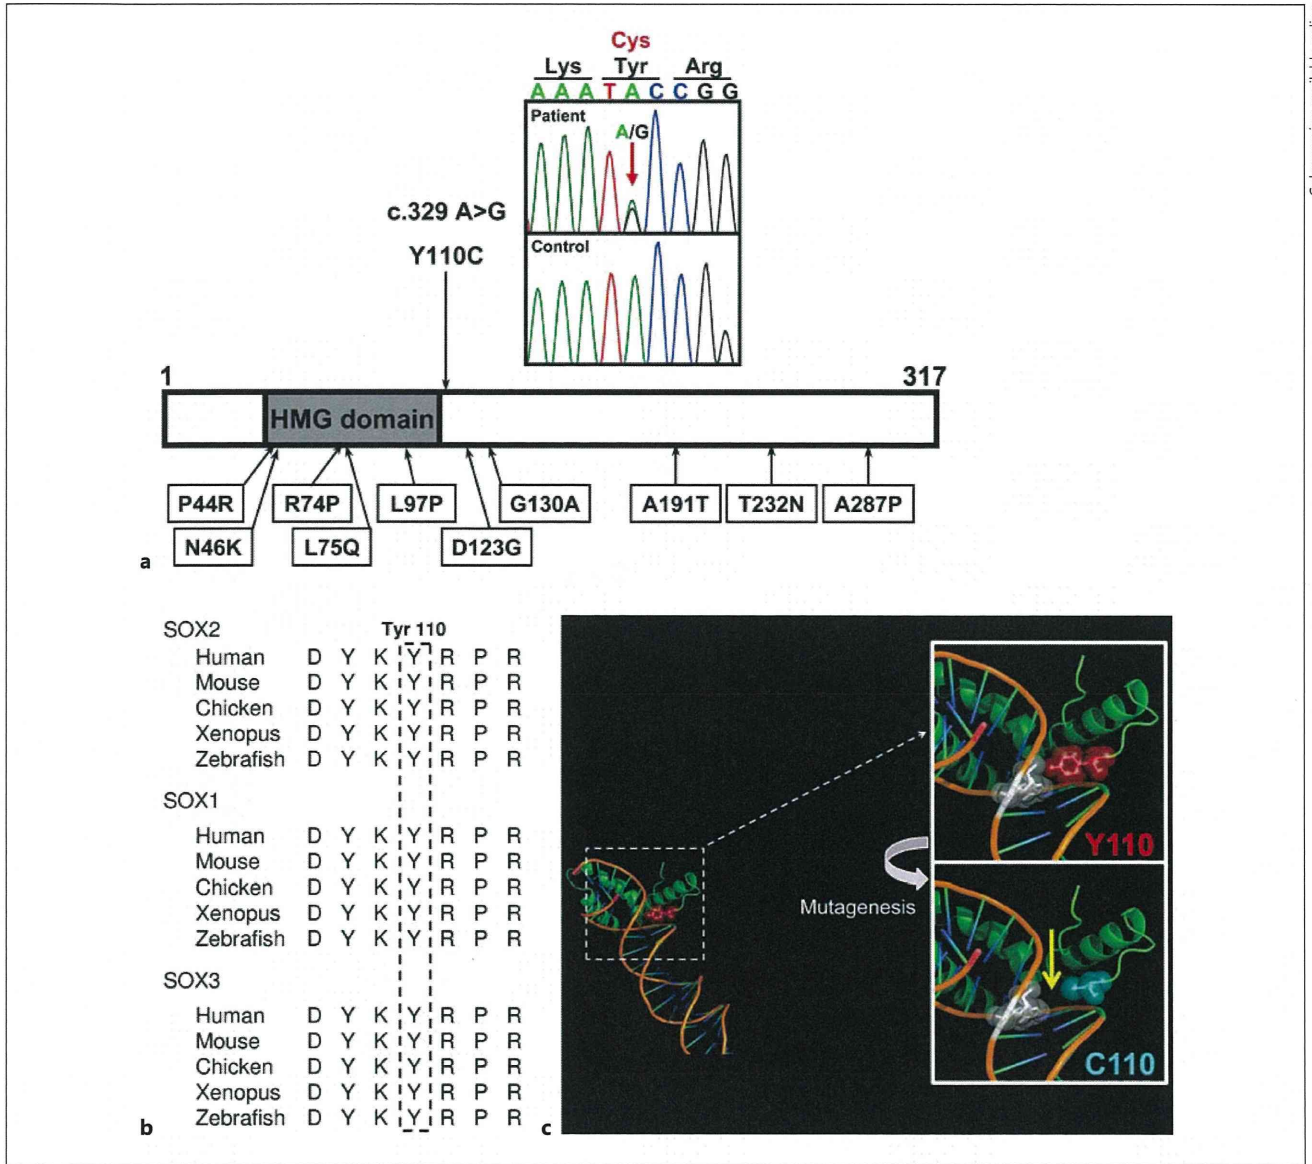 Cys
Lys Tyr Arg
A A A T A C C G G
Patient
A/G
c.329 A>G
Y110C
Control
1 317
HMG domain
P44R R74P L97P G130A A191T T232N A287P
N46K L75Q D123G
a
SOX2 Tyr 110
Human D Y K Y R P R
Mouse D Y K Y R P R
Chicken D Y K Y R P R
Xenopus D Y K Y R P R
Zebrafish D Y K Y R P R
SOX1
Human D Y K Y R P R
Mouse D Y K Y R P R
Chicken D Y K Y R P R
Xenopus D Y K Y R P R
Zebrafish D Y K Y R P R
SOX3
Human D Y K Y R P R
Mouse D Y K Y R P R
Chicken D Y K Y R P R
Xenopus D Y K Y R P R
Zebrafish D Y K Y R P R
b
Y110
Mutagenesis
C110
c